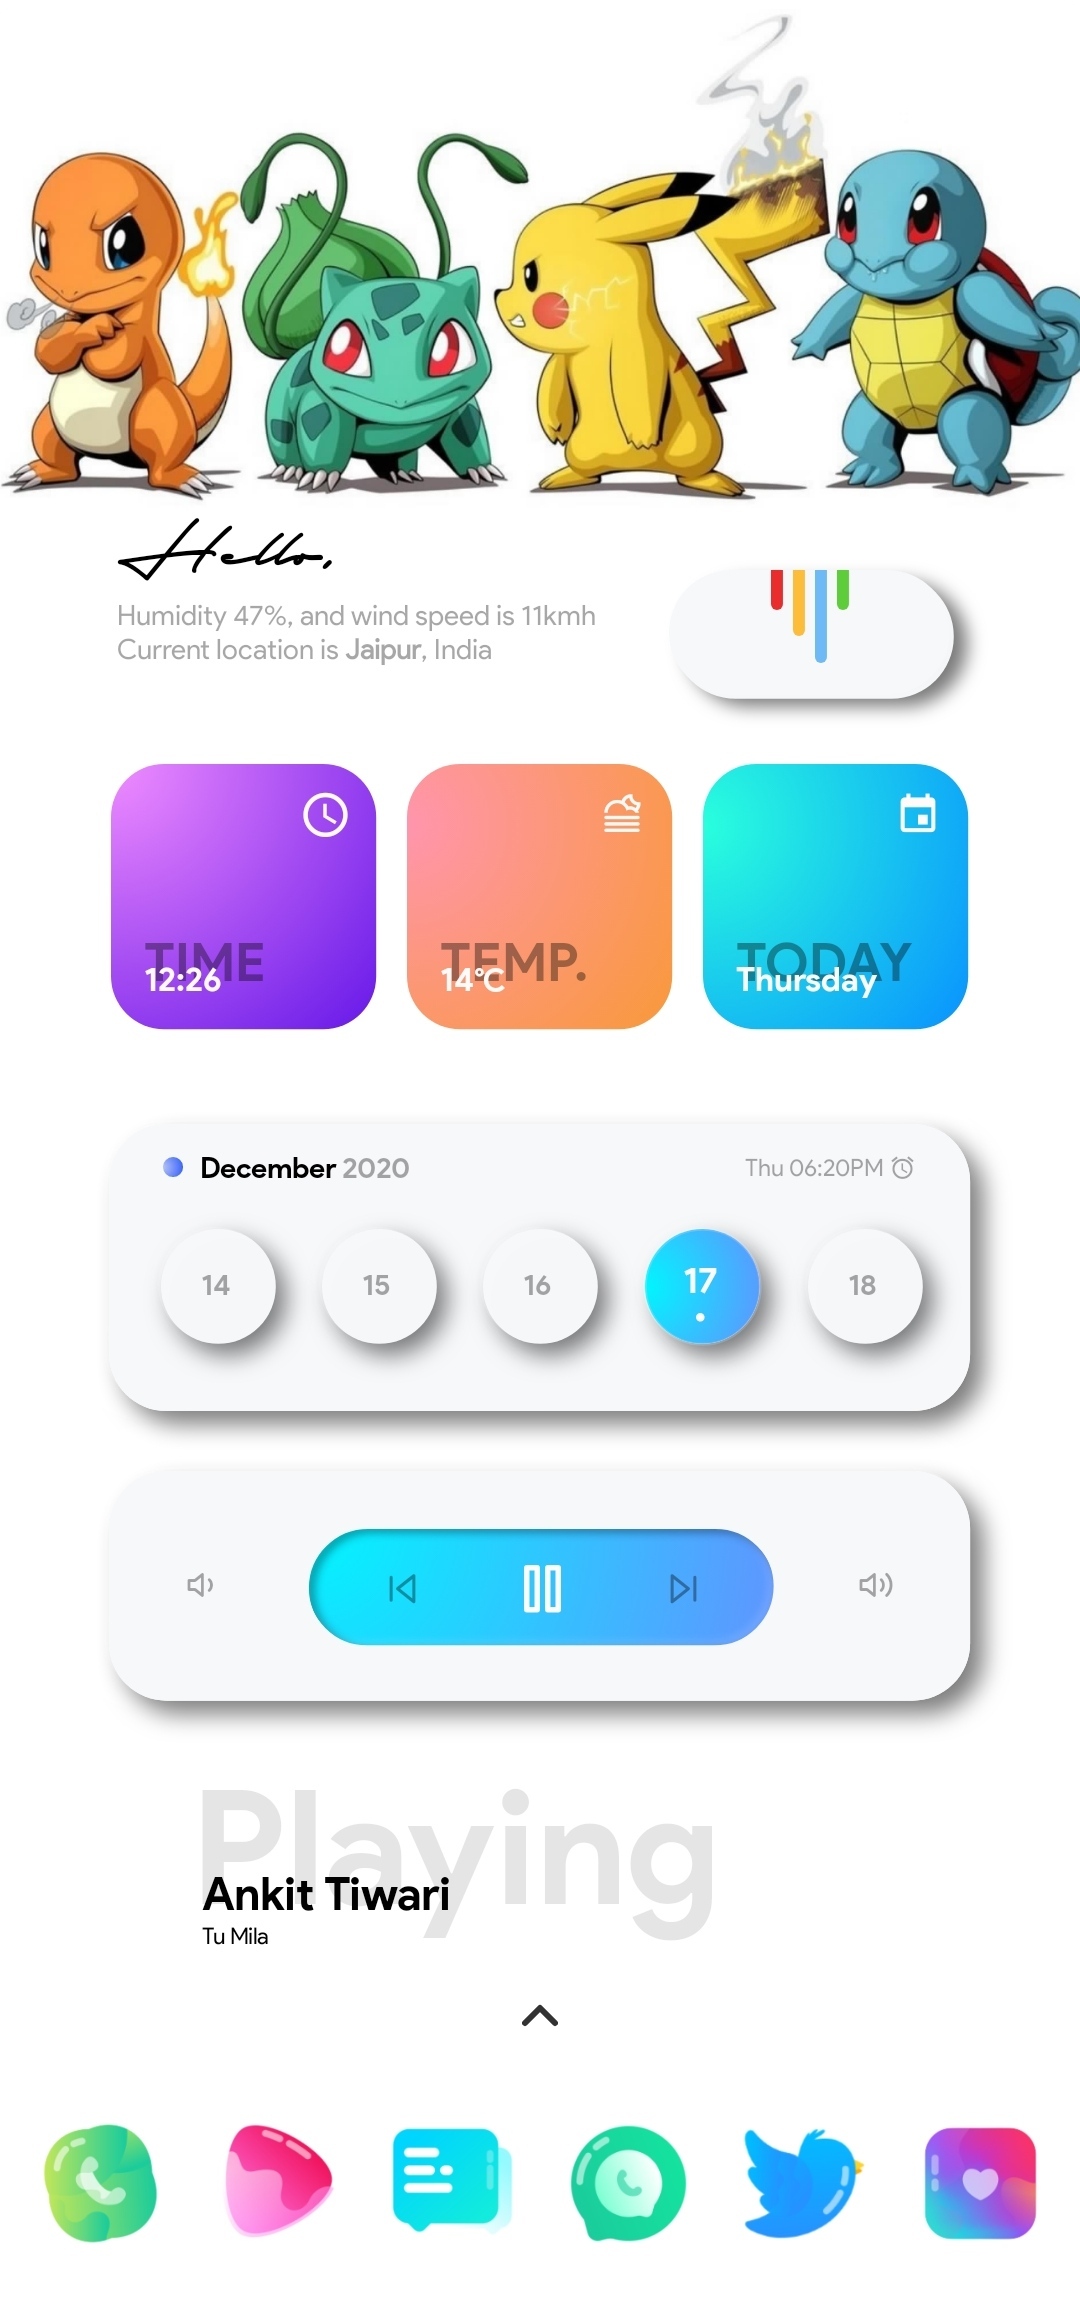 Hello,
Humidity 47%, and wind speed is 11kmh
Current location is Jaipur, India
TIME
12:26
TEMP.
14°C
TODAY
Thursday
December 2020
Thu 06:20PM
14 15 16 17 18
Playing
Ankit Tiwari
Tu Mila